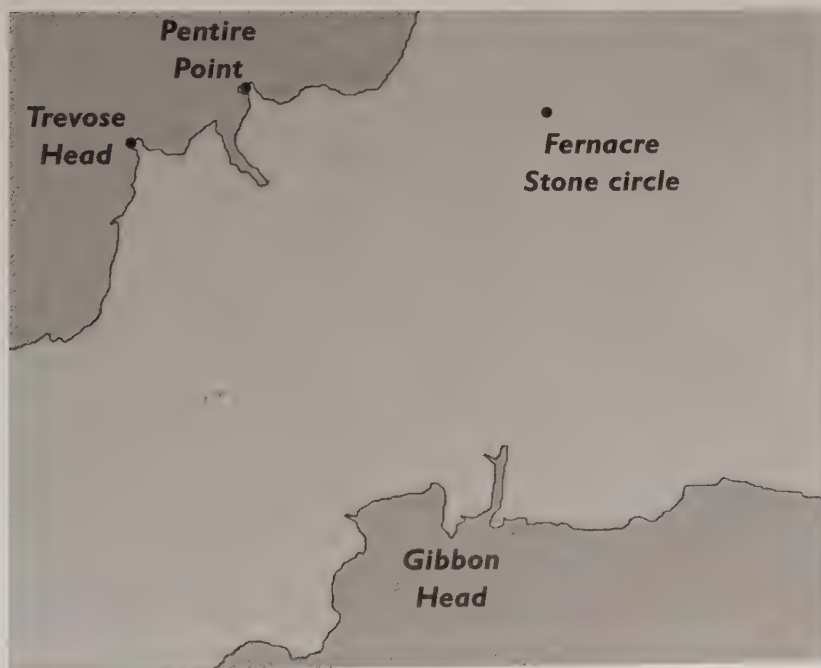 Pentire
Point
Trevose
Head
Fernacre
Stone circle
Gibbon
Head